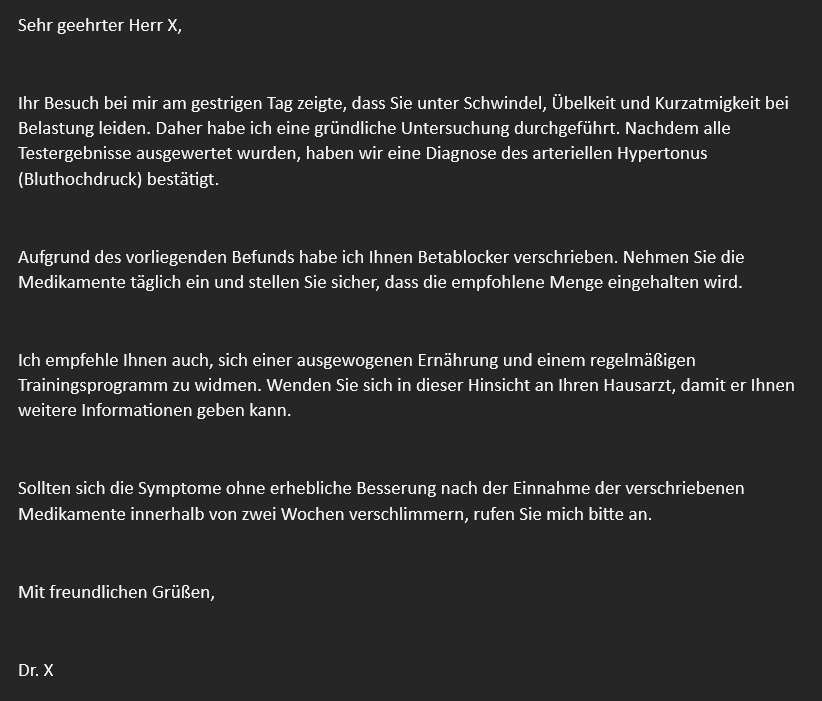 Sehr geehrter Herr X,
Ihr Besuch bei mir am gestrigen Tag zeigte, dass Sie unter Schwindel, Übelkeit und Kurzatmigkeit bei
Belastung leiden. Daher habe ich eine gründliche Untersuchung durchgeführt. Nachdem alle
Testergebnisse ausgewertet wurden, haben wir eine Diagnose des arteriellen Hypertonus
(Bluthochdruck) bestätigt.
Aufgrund des vorliegenden Befunds habe ich Ihnen Betablocker verschrieben. Nehmen Sie die
Medikamente täglich ein und stellen Sie sicher, dass die empfohlene Menge eingehalten wird.
Ich empfehle Ihnen auch, sich einer ausgewogenen Ernährung und einem regelmäßigen
Trainingsprogramm zu widmen. Wenden Sie sich in dieser Hinsicht an Ihren Hausarzt, damit er Ihnen
weitere Informationen geben kann.
Sollten sich die Symptome ohne erhebliche Besserung nach der Einnahme der verschriebenen
Medikamente innerhalb von zwei Wochen verschlimmern, rufen Sie mich bitte an.
Mit freundlichen Grüßen,
Dr. X